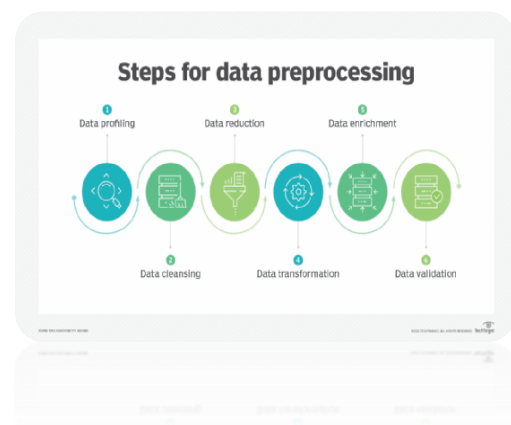 Steps for data preprocessing
1
Data profiling
3
Data reduction
5
Data enrichment
2
Data cleansing
4
Data transformation
6
Data validation
TechTarget